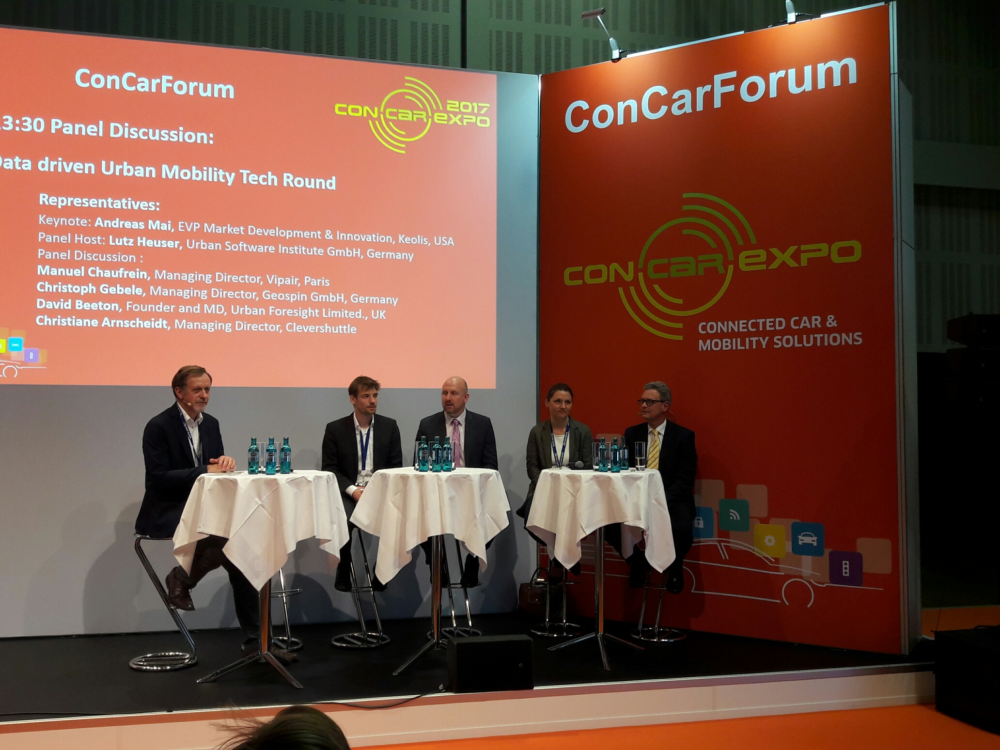 ConCarForum
CON CAR EXPO 2017
3:30 Panel Discussion:
Data driven Urban Mobility Tech Round
Representatives:
Keynote: Andreas Mai, EVP Market Development & Innovation, Keolis, USA
Panel Host: Lutz Heuser, Urban Software Institute GmbH, Germany
Panel Discussion :
Manuel Chaufrein, Managing Director, Vipair, Paris
Christoph Gebele, Managing Director, Geospin GmbH, Germany
David Beeton, Founder and MD, Urban Foresight Limited., UK
Christiane Arnscheidt, Managing Director, Clevershuttle
ConCarForum
CON CAR EXPO
CONNECTED CAR &
MOBILITY SOLUTIONS